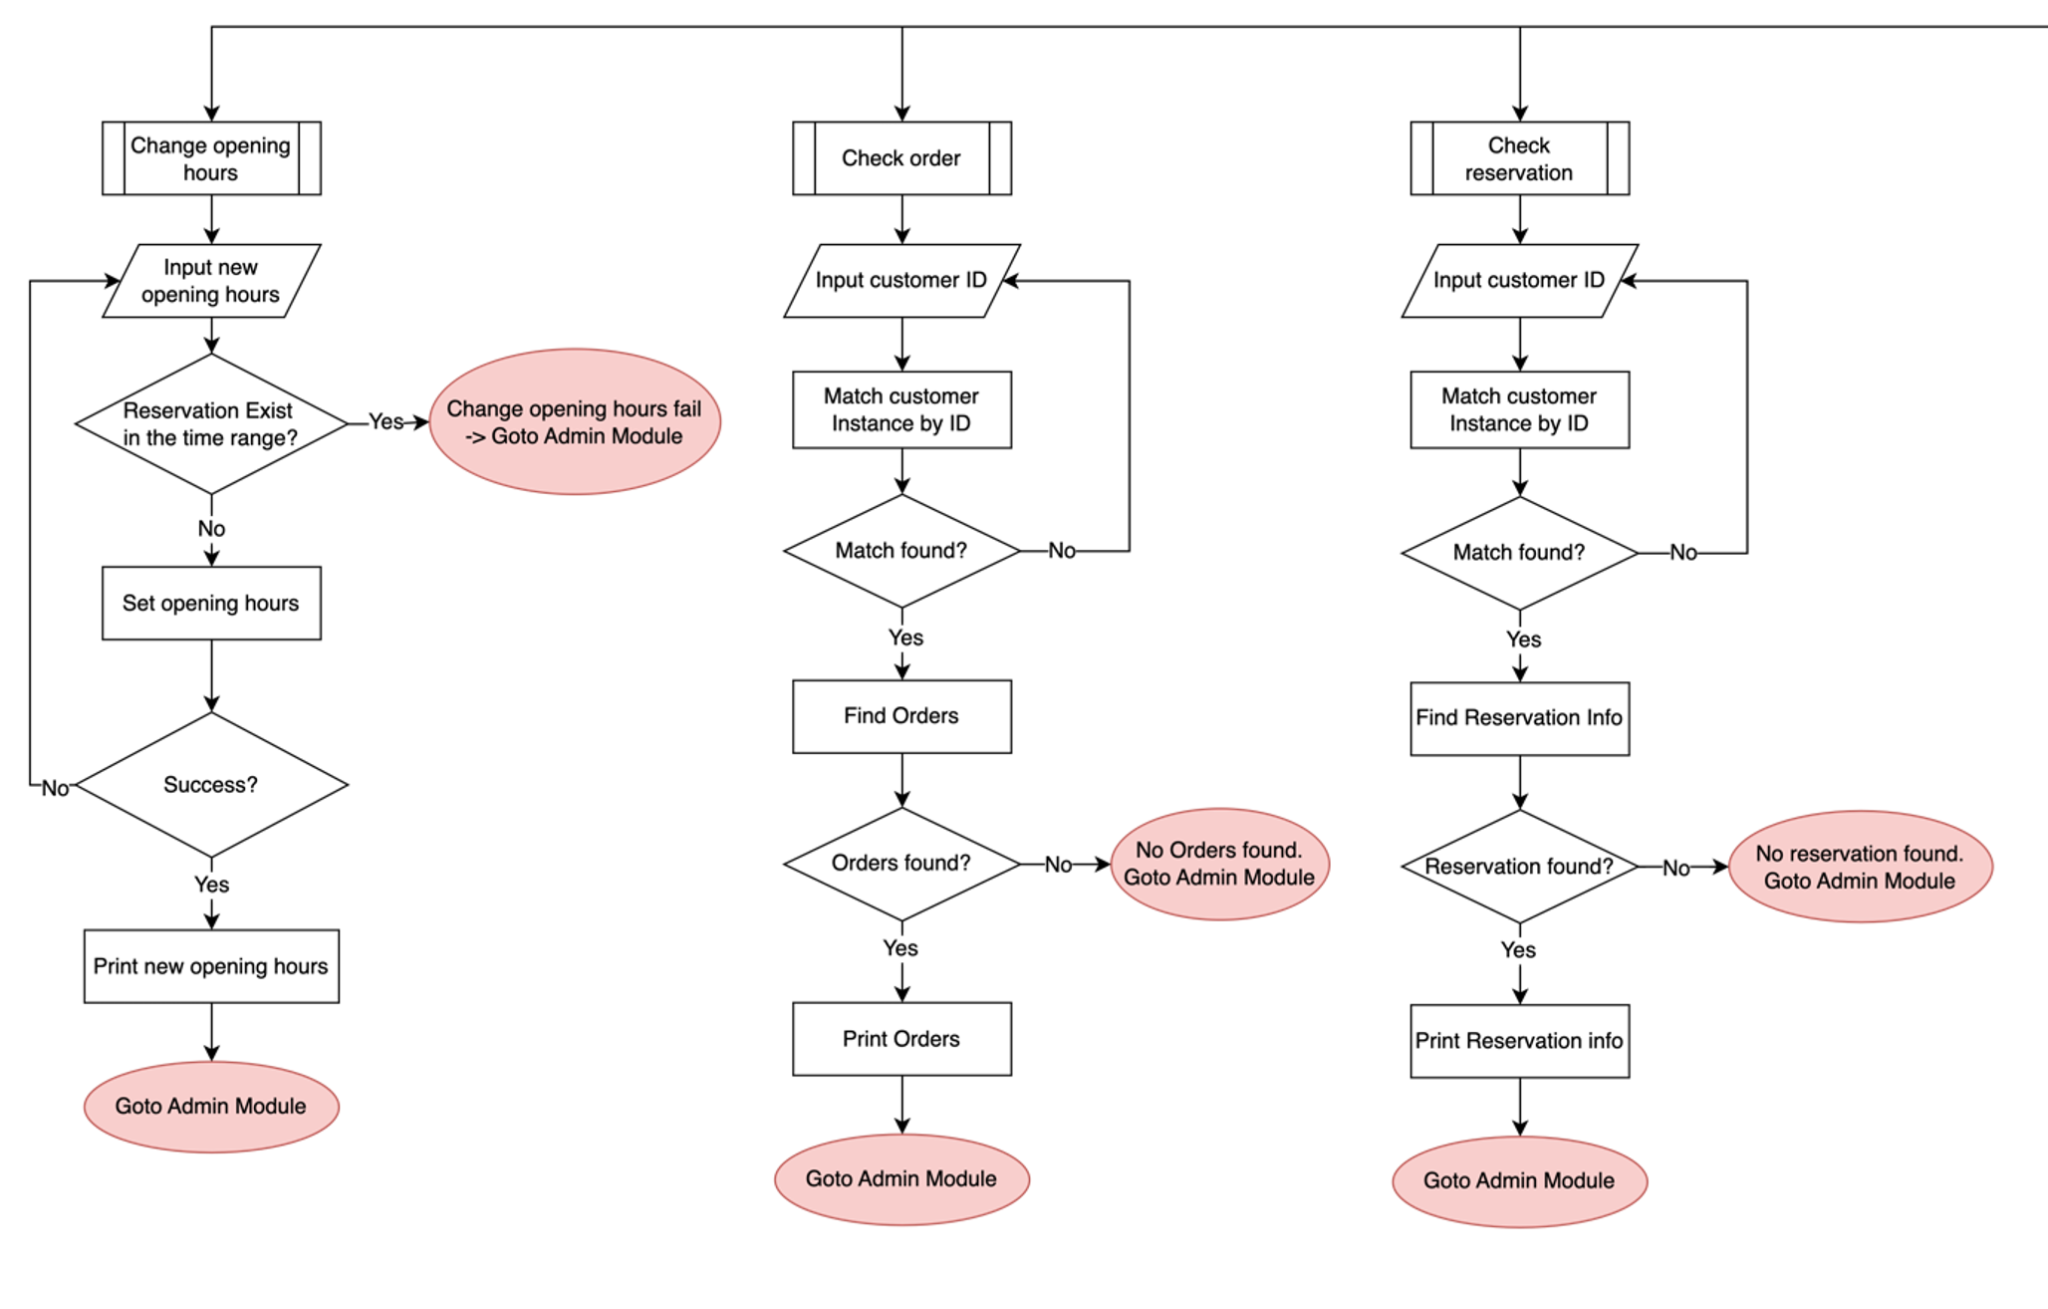 Change opening
hours
Input new
opening hours
Reservation Exist
in the time range?
Yes
Change opening hours fail
-> Goto Admin Module
No
Set opening hours
Success?
No
Yes
Print new opening hours
Goto Admin Module
Check order
Input customer ID
Match customer
Instance by ID
Match found?
No
Yes
Find Orders
Orders found?
No
No Orders found.
Goto Admin Module
Yes
Print Orders
Goto Admin Module
Check
reservation
Input customer ID
Match customer
Instance by ID
Match found?
No
Yes
Find Reservation Info
Reservation found?
No
No reservation found.
Goto Admin Module
Yes
Print Reservation info
Goto Admin Module